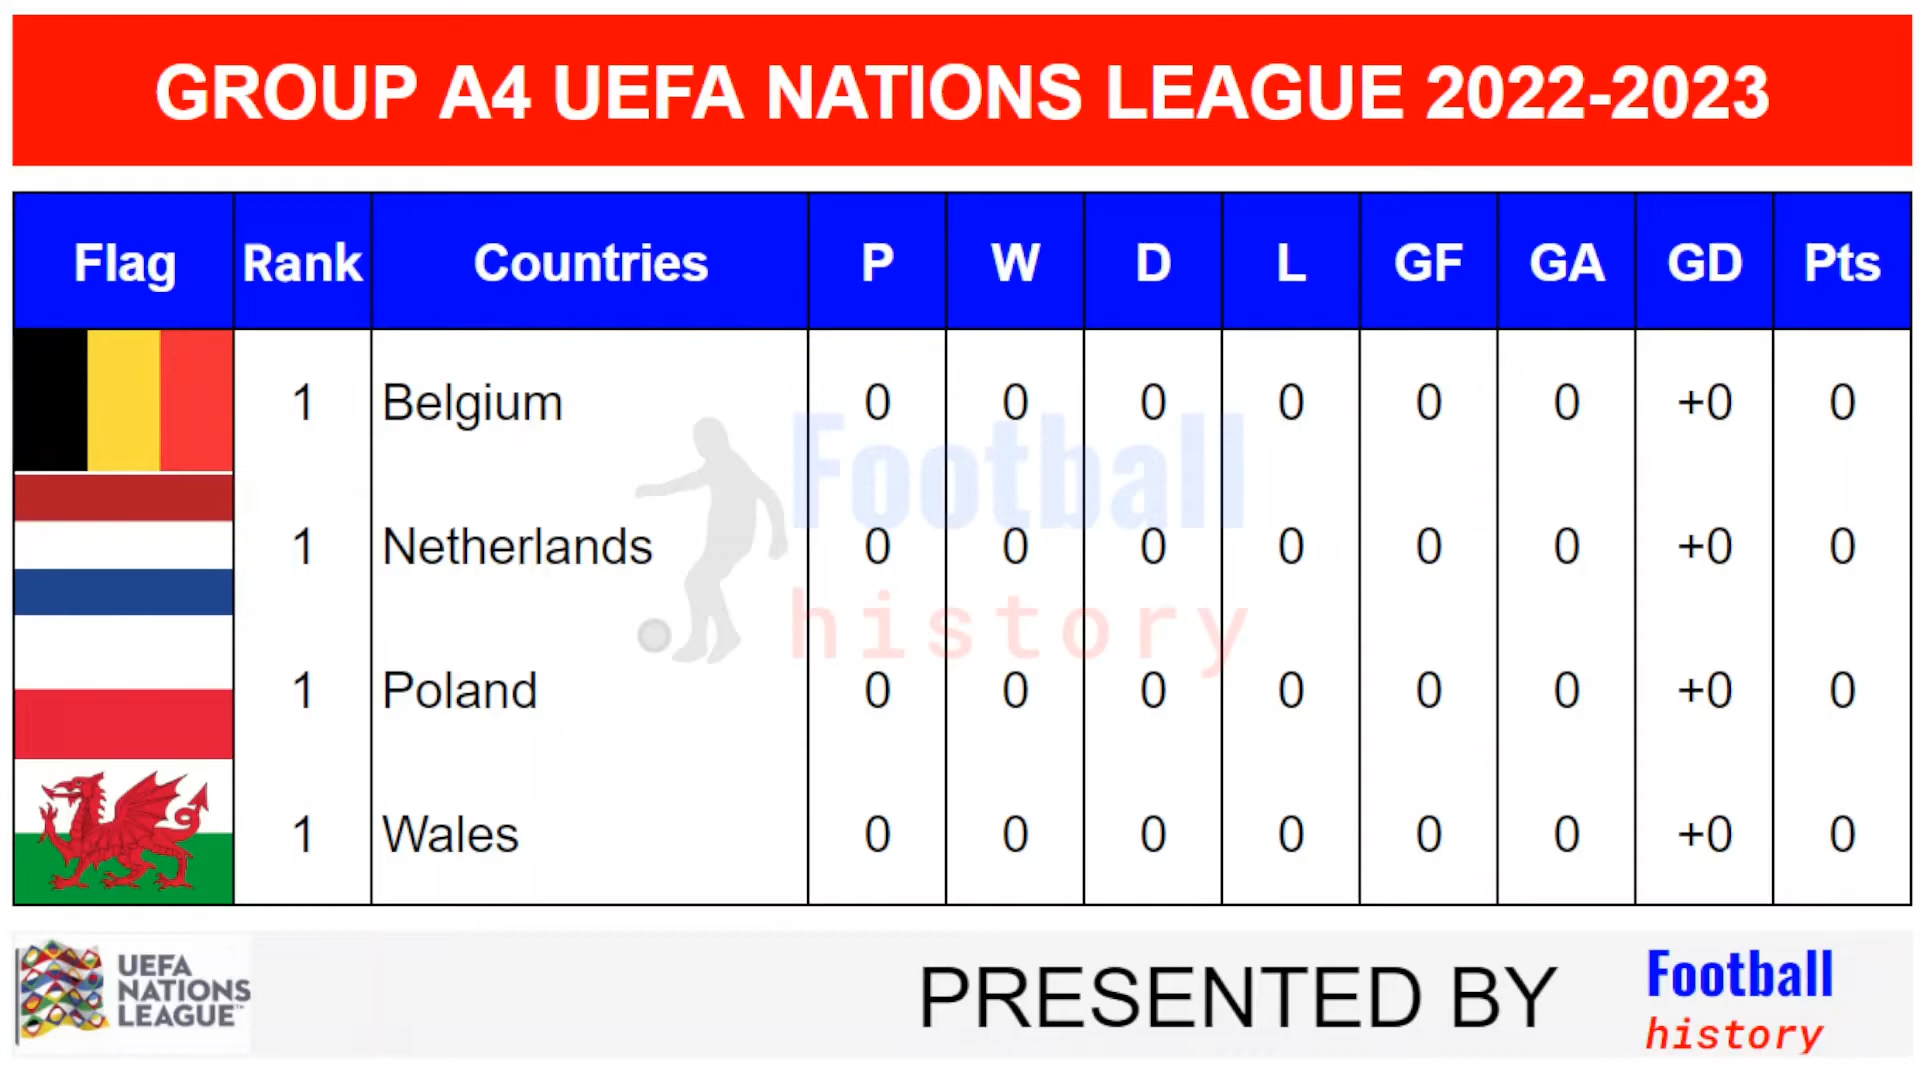 GROUP A4 UEFA NATIONS LEAGUE 2022-2023
Flag Rank Countries P W D L GF GA GD Pts
1 Belgium 0 0 0 0 0 0 +0 0
1 Netherlands 0 0 0 0 0 0 +0 0
1 Poland 0 0 0 0 0 0 +0 0
1 Wales 0 0 0 0 0 0 +0 0
Football
history
UEFA
NATIONS
LEAGUE™
PRESENTED BY
Football
history